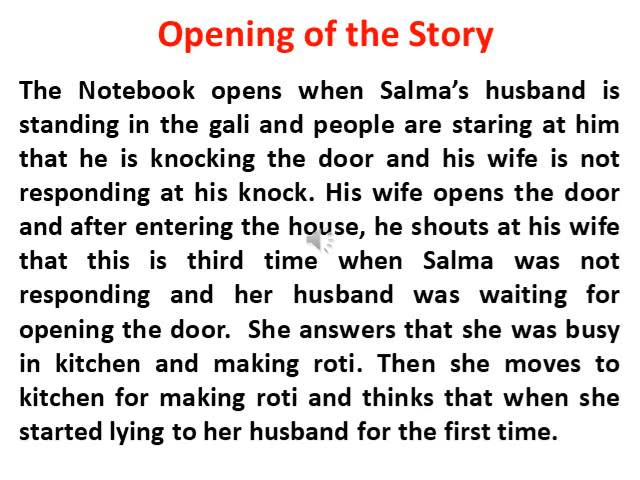 Opening of the Story
The Notebook opens when Salma’s husband is
standing in the gali and people are staring at him
that he is knocking the door and his wife is not
responding at his knock. His wife opens the door
and after entering the house, he shouts at his wife
that this is third time when Salma was not
responding and her husband was waiting for
opening the door.  She answers that she was busy
in kitchen and making roti. Then she moves to
kitchen for making roti and thinks that when she
started lying to her husband for the first time.